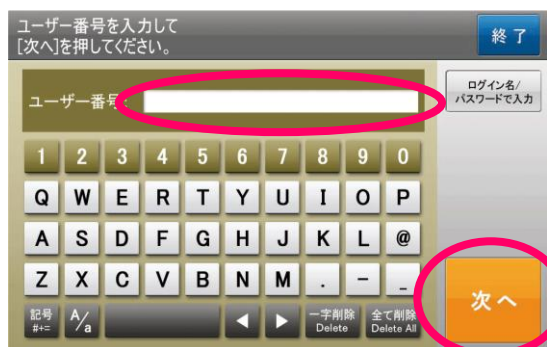 ユーザー番号を入力して
[次へ]を押してください。
終了
ユーザー番号:
ログイン名/
パスワードで入力
1 2 3 4 5 6 7 8 9 0
Q W E R T Y U I O P
A S D F G H J K L @
Z X C V B N M . - _
記号
#+=
A/a
◀ ▶
一字削除
Delete
全て削除
Delete All
次へ